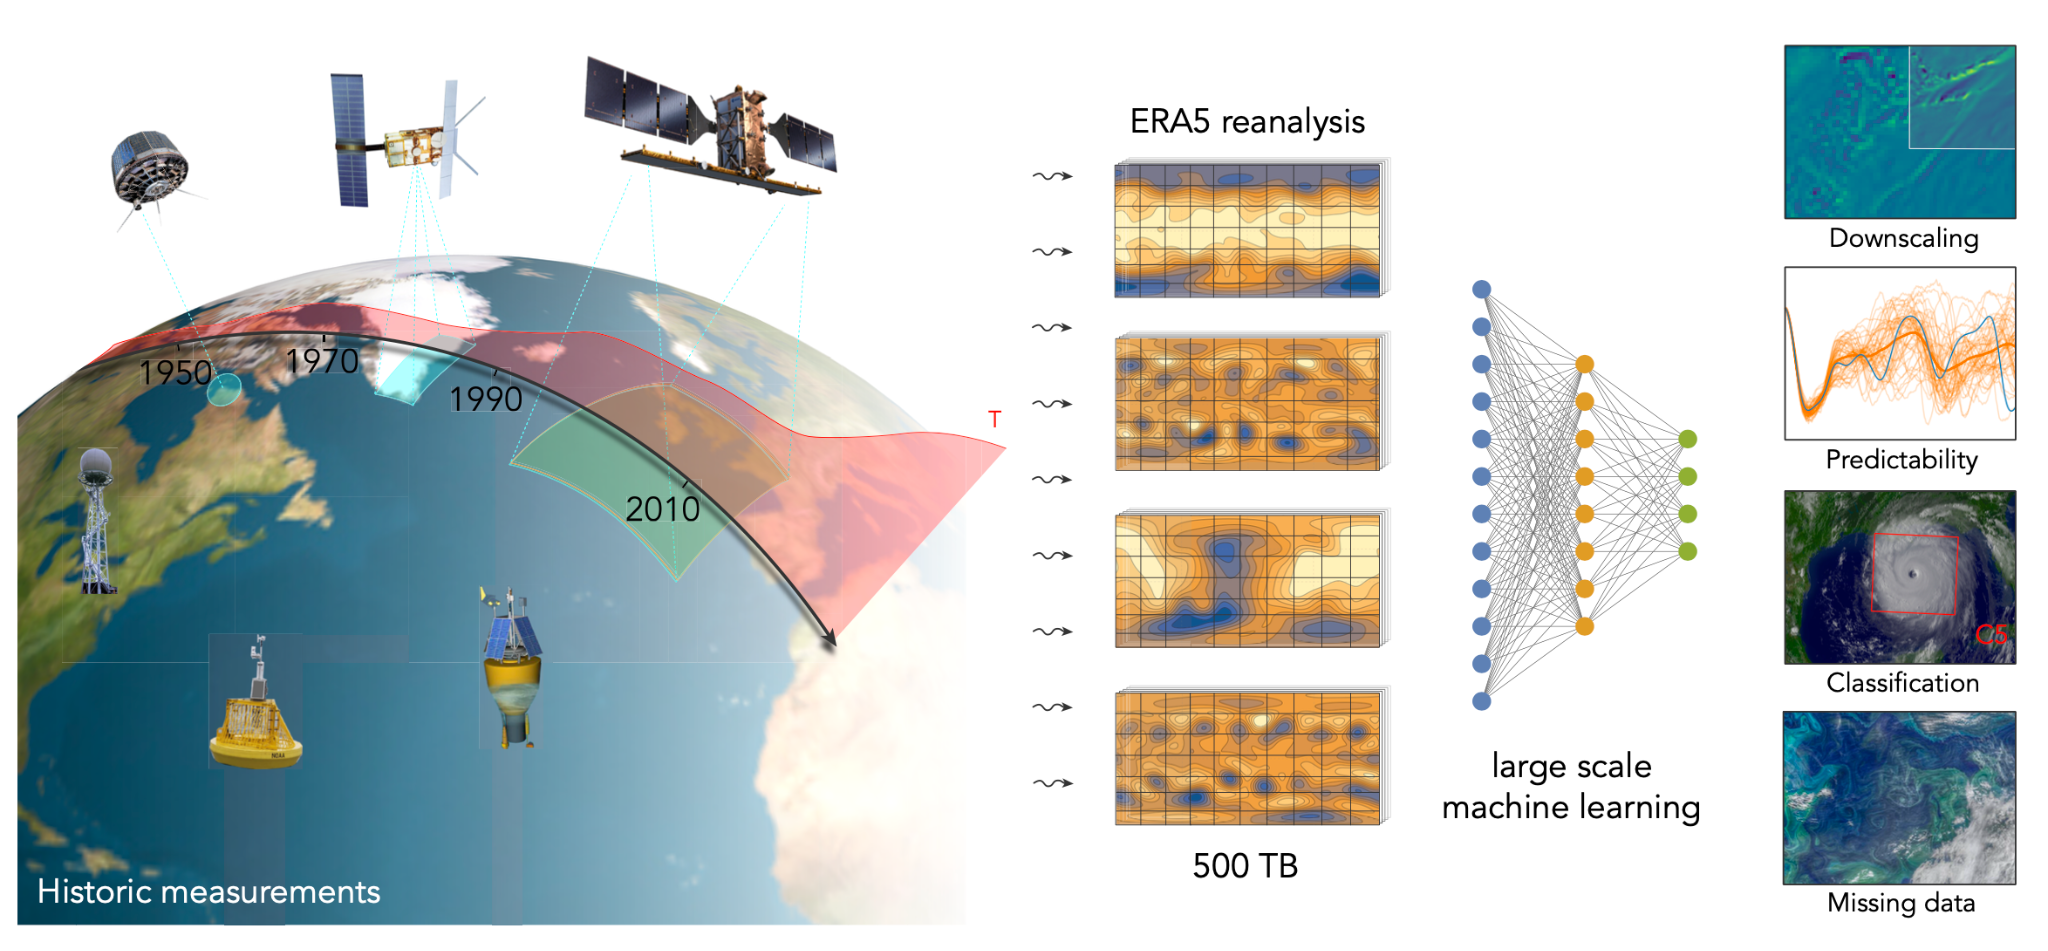 1950
1970
1990
2010
T
Historic measurements
ERA5 reanalysis
500 TB
large scale
machine learning
Downscaling
Predictability
C5
Classification
Missing data
NOAA